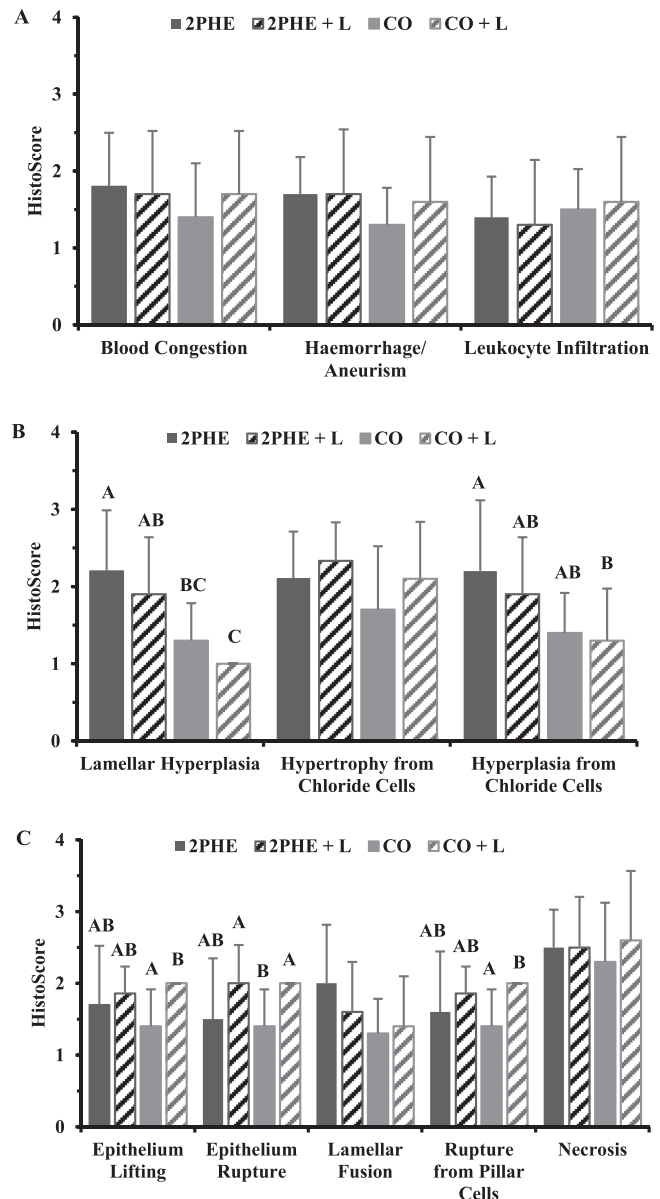 A
2PHE 2PHE + L CO CO + L
4
3
2
1
0
HistoScore
Blood Congestion
Haemorrhage/
Aneurism
Leukocyte Infiltration
B
2PHE 2PHE + L CO CO + L
4
3
2
1
0
HistoScore
A AB BC C
A AB AB B
Lamellar Hyperplasia
Hypertrophy from
Chloride Cells
Hyperplasia from
Chloride Cells
C
2PHE 2PHE + L CO CO + L
4
3
2
1
0
HistoScore
AB AB A B
AB A B A
AB AB A B
Epithelium
Lifting
Epithelium
Rupture
Lamellar
Fusion
Rupture
from Pillar
Cells
Necrosis